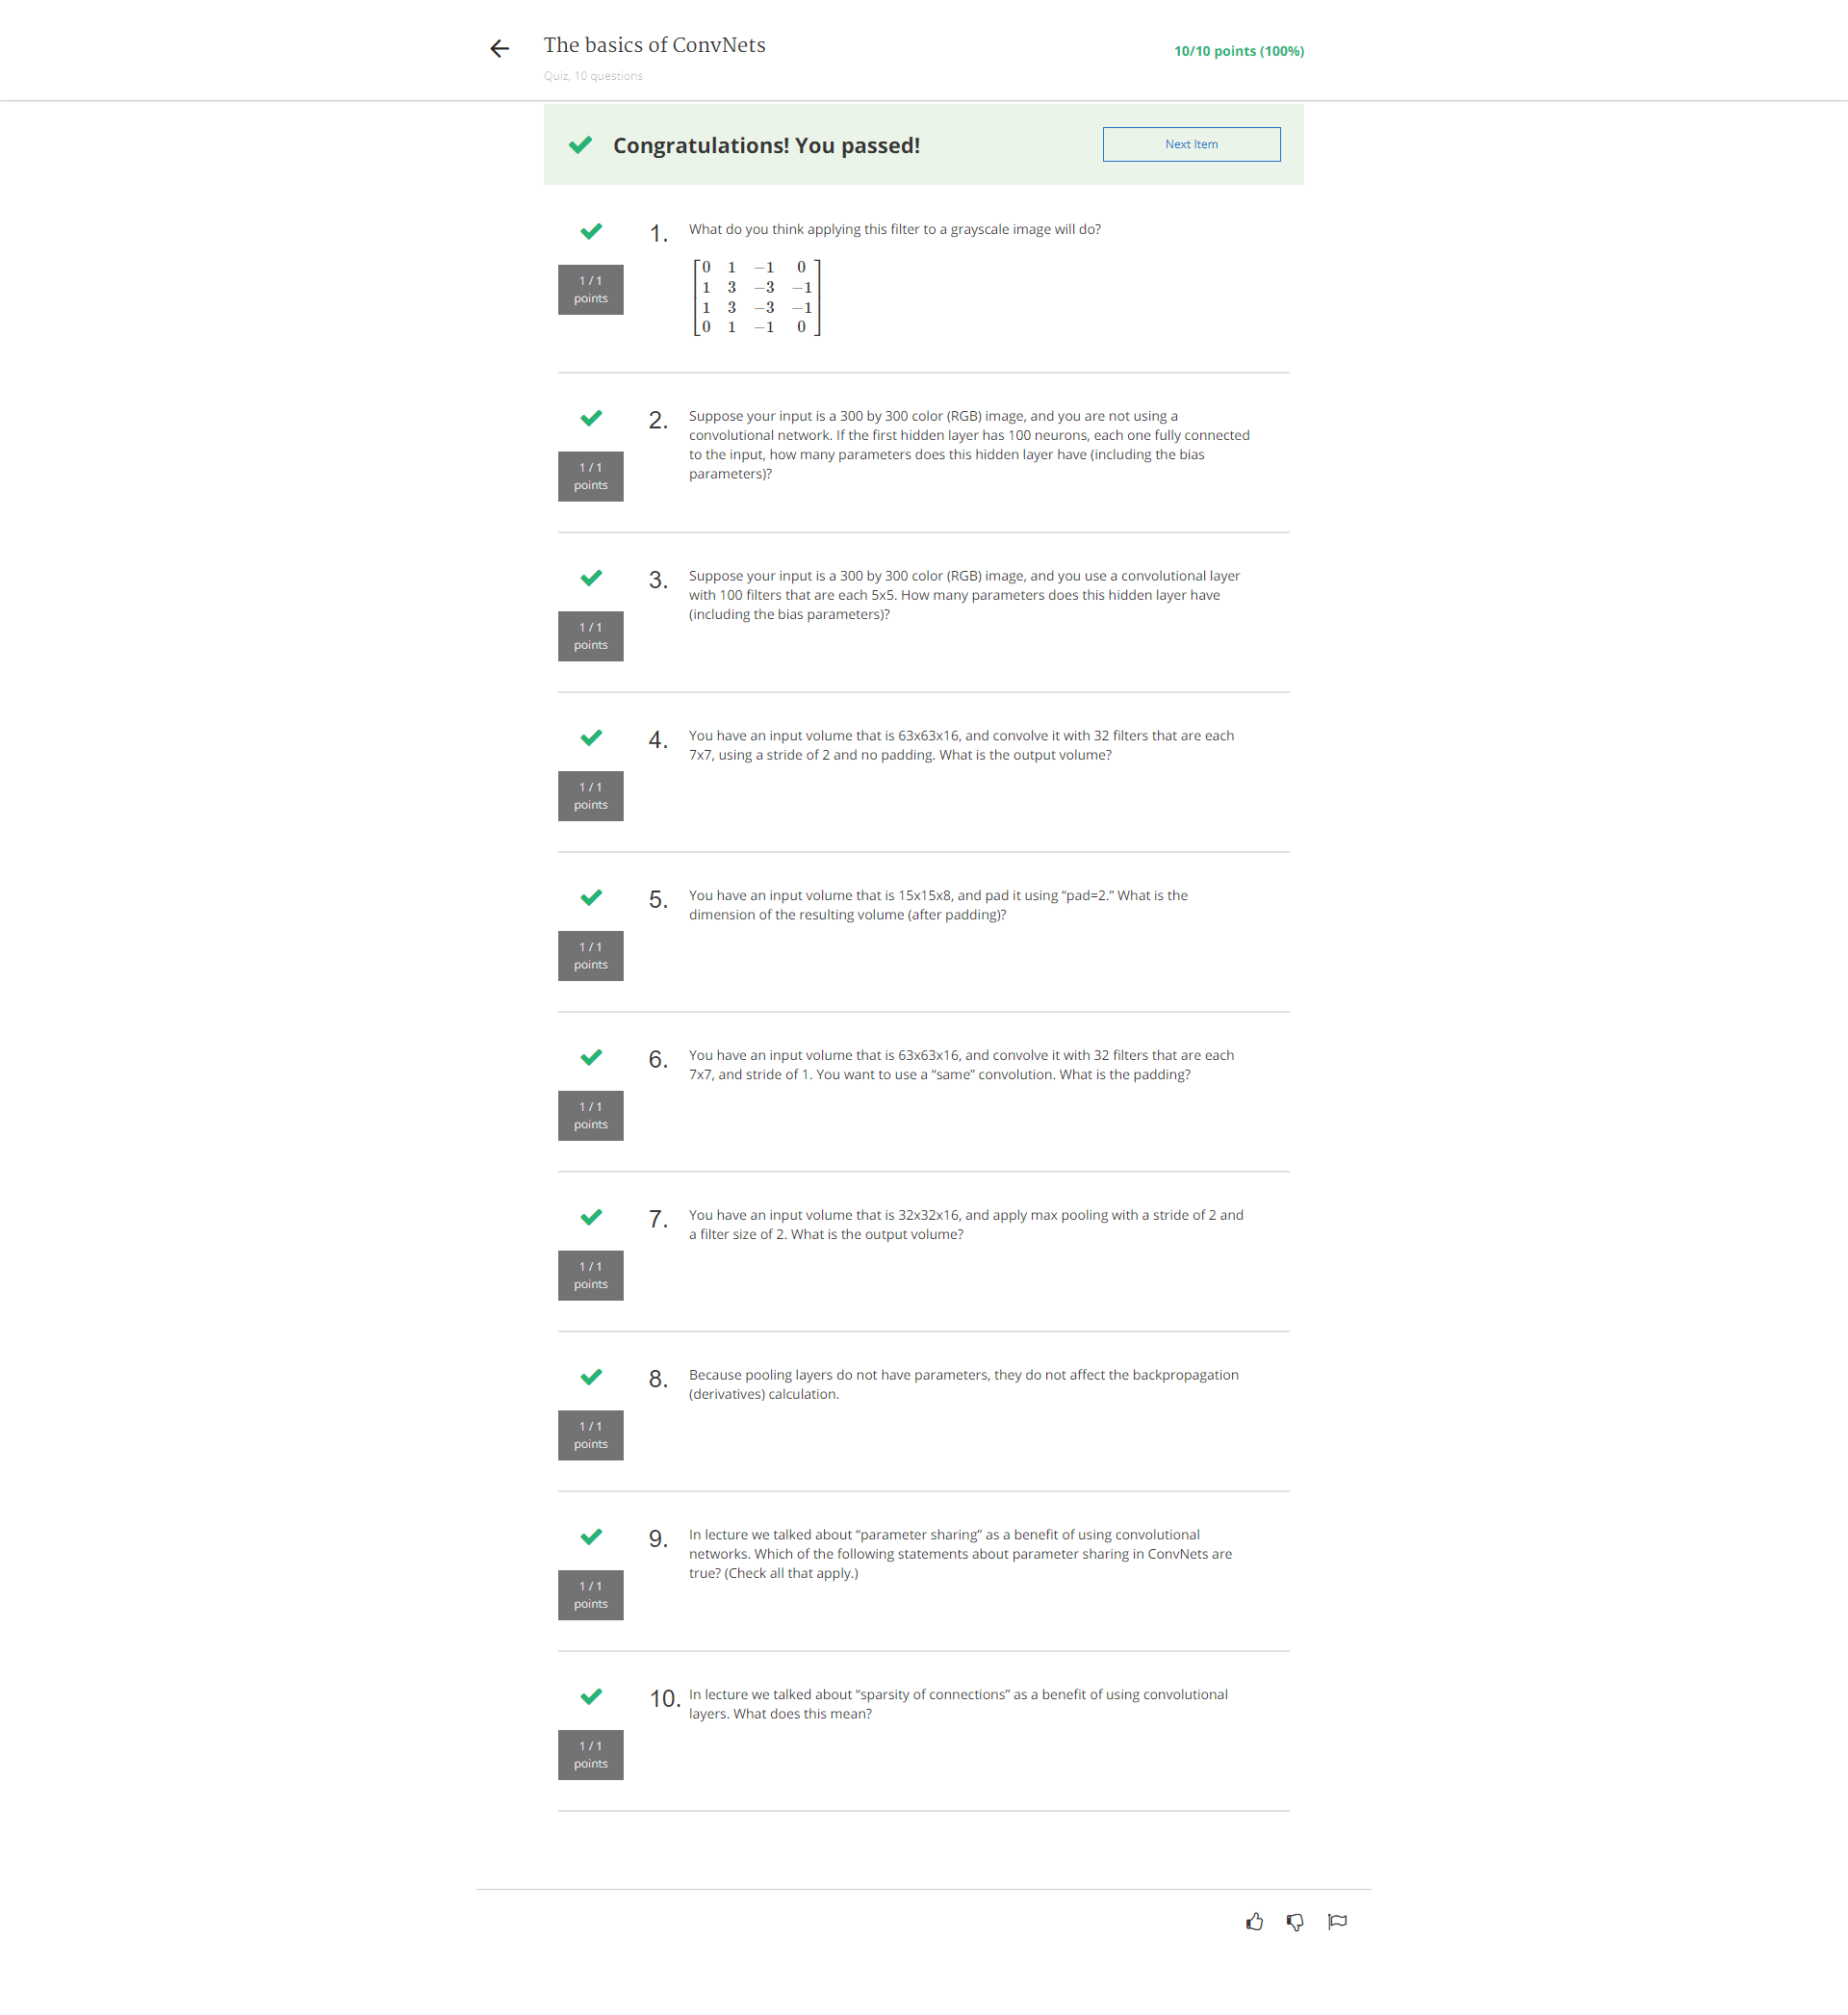 The basics of ConvNets
Quiz, 10 questions
10/10 points (100%)
Congratulations! You passed!
Next Item
1 / 1
points
1.
What do you think applying this filter to a grayscale image will do?
0 1 −1 0
1 3 −3 −1
1 3 −3 −1
0 1 −1 0
1 / 1
points
2.
Suppose your input is a 300 by 300 color (RGB) image, and you are not using a
convolutional network. If the first hidden layer has 100 neurons, each one fully connected
to the input, how many parameters does this hidden layer have (including the bias
parameters)?
1 / 1
points
3.
Suppose your input is a 300 by 300 color (RGB) image, and you use a convolutional layer
with 100 filters that are each 5x5. How many parameters does this hidden layer have
(including the bias parameters)?
1 / 1
points
4.
You have an input volume that is 63x63x16, and convolve it with 32 filters that are each
7x7, using a stride of 2 and no padding. What is the output volume?
1 / 1
points
5.
You have an input volume that is 15x15x8, and pad it using “pad=2.” What is the
dimension of the resulting volume (after padding)?
1 / 1
points
6.
You have an input volume that is 63x63x16, and convolve it with 32 filters that are each
7x7, and stride of 1. You want to use a “same” convolution. What is the padding?
1 / 1
points
7.
You have an input volume that is 32x32x16, and apply max pooling with a stride of 2 and
a filter size of 2. What is the output volume?
1 / 1
points
8.
Because pooling layers do not have parameters, they do not affect the backpropagation
(derivatives) calculation.
1 / 1
points
9.
In lecture we talked about “parameter sharing” as a benefit of using convolutional
networks. Which of the following statements about parameter sharing in ConvNets are
true? (Check all that apply.)
1 / 1
points
10.
In lecture we talked about “sparsity of connections” as a benefit of using convolutional
layers. What does this mean?
1 / 1
points